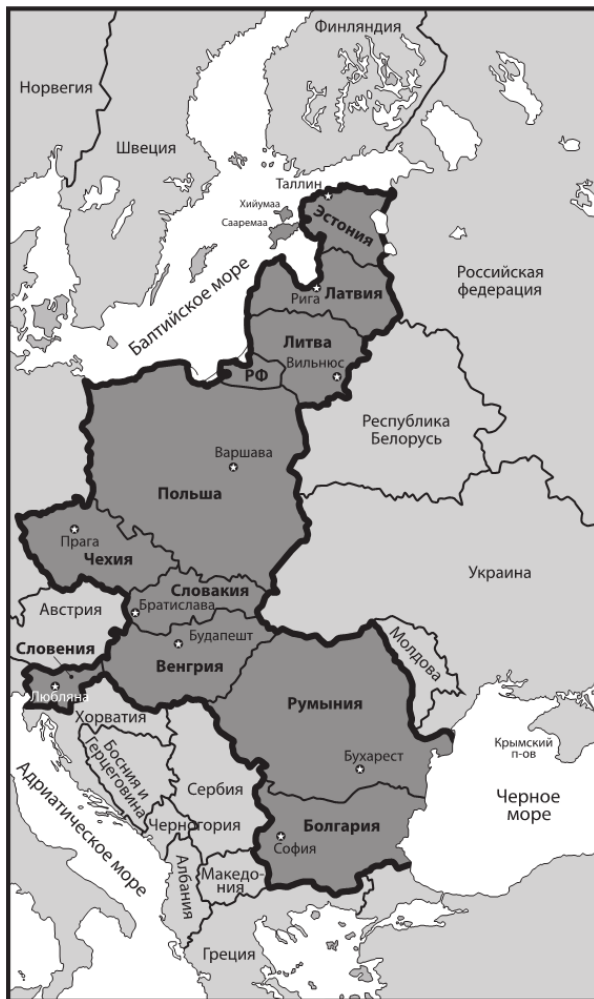 Финляндия
Норвегия
Швеция
Таллин
Хийумаа
Сааремаа
Эстония
Российская
федерация
Рига
Латвия
Балтийское море
Литва
Вильнюс
РФ
Республика
Белорусь
Варшава
Польша
Прага
Чехия
Украина
Словакия
Братислава
Австрия
Будапешт
Словения
Венгрия
Молдова
Любляна
Румыния
Хорватия
Крымский
п-ов
Босния и
Герцеговина
Бухарест
Сербия
Черное
море
Адриатическое море
Черногория
Болгария
София
Албания
Македо-
ния
Греция